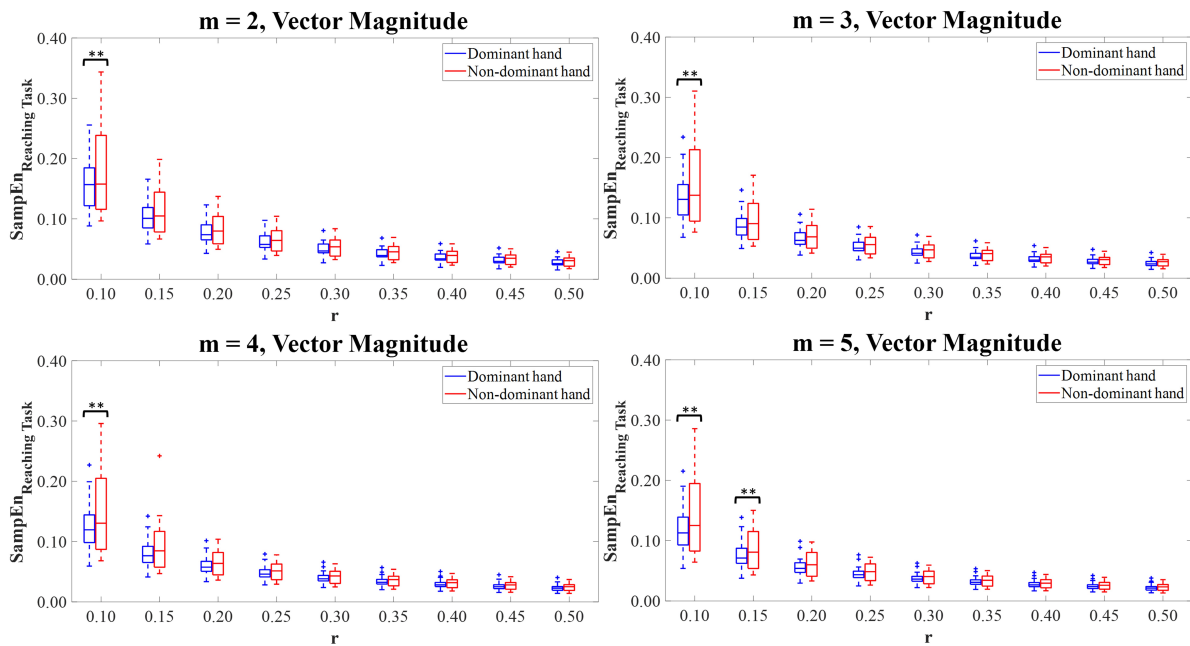 m = 2, Vector Magnitude
0.40
0.30
0.20
0.10
0.00
SampEn Reaching Task
**
Dominant hand
Non-dominant hand
0.10 0.15 0.20 0.25 0.30 0.35 0.40 0.45 0.50
r
m = 3, Vector Magnitude
0.40
0.30
0.20
0.10
0.00
SampEn Reaching Task
**
Dominant hand
Non-dominant hand
0.10 0.15 0.20 0.25 0.30 0.35 0.40 0.45 0.50
r
m = 4, Vector Magnitude
0.40
0.30
0.20
0.10
0.00
SampEn Reaching Task
**
Dominant hand
Non-dominant hand
0.10 0.15 0.20 0.25 0.30 0.35 0.40 0.45 0.50
r
m = 5, Vector Magnitude
0.40
0.30
0.20
0.10
0.00
SampEn Reaching Task
**
**
Dominant hand
Non-dominant hand
0.10 0.15 0.20 0.25 0.30 0.35 0.40 0.45 0.50
r